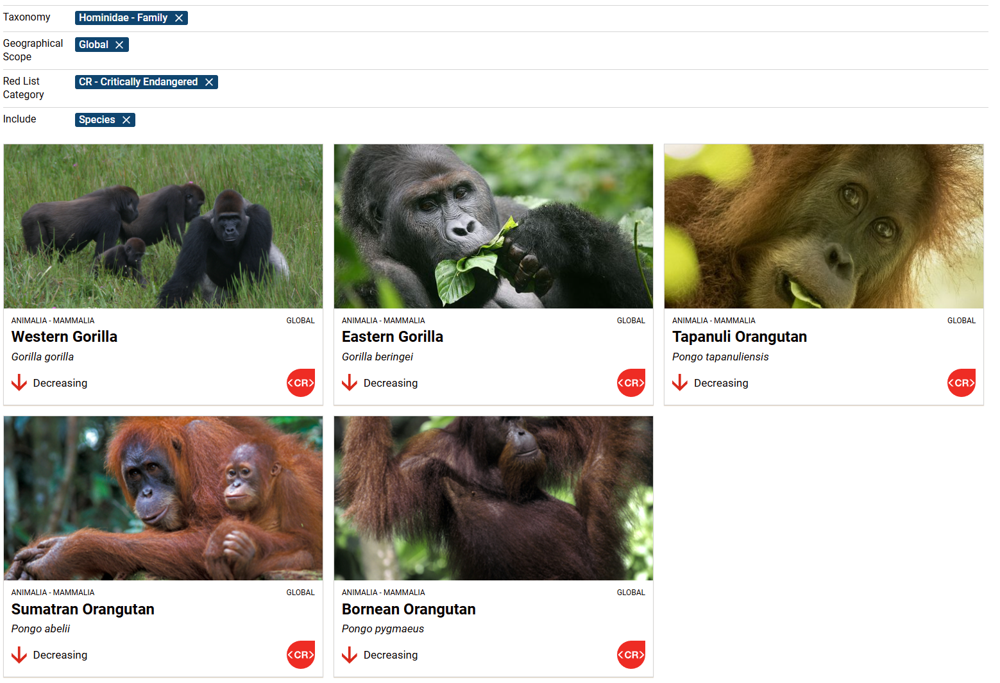 Taxonomy
Hominidae - Family
Geographical
Scope
Global
Red List
Category
CR - Critically Endangered
Include
Species
ANIMALIA - MAMMALIA
GLOBAL
Western Gorilla
Gorilla gorilla
Decreasing
<CR>
ANIMALIA - MAMMALIA
GLOBAL
Eastern Gorilla
Gorilla beringei
Decreasing
<CR>
ANIMALIA - MAMMALIA
GLOBAL
Tapanuli Orangutan
Pongo tapanuliensis
Decreasing
<CR>
ANIMALIA - MAMMALIA
GLOBAL
Sumatran Orangutan
Pongo abelii
Decreasing
<CR>
ANIMALIA - MAMMALIA
GLOBAL
Bornean Orangutan
Pongo pygmaeus
Decreasing
<CR>